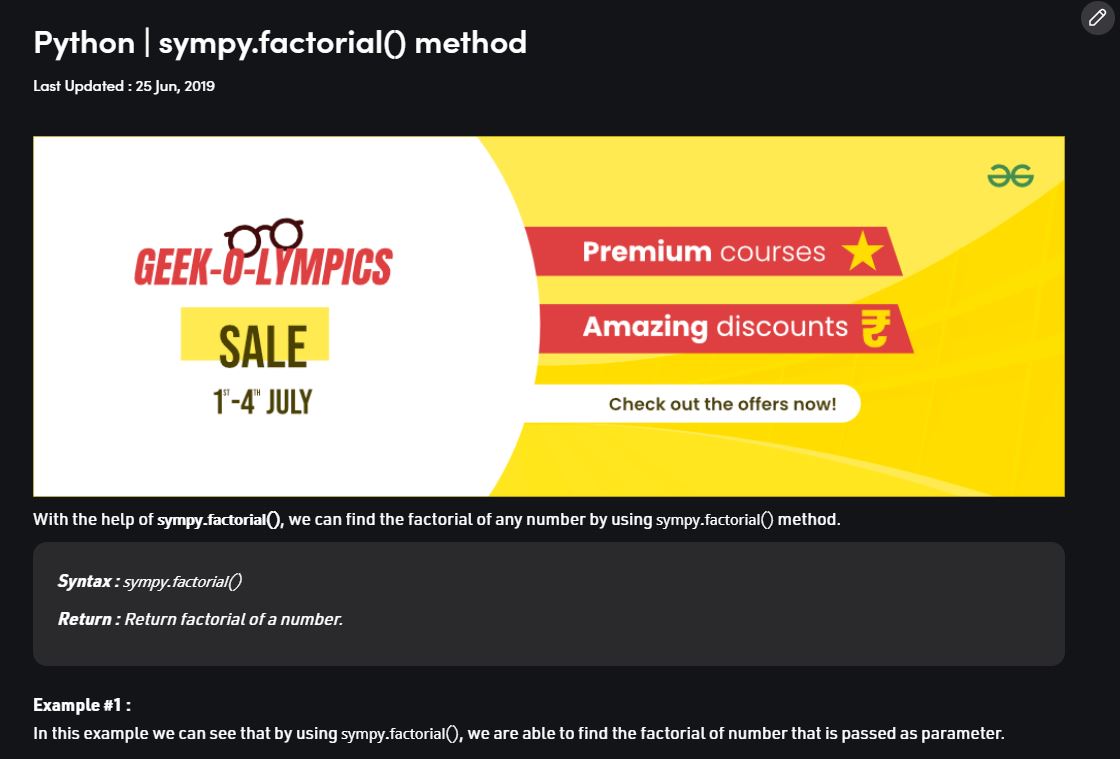 Python | sympy.factorial() method
Last Updated : 25 Jun, 2019
GEEK-O-LYMPICS
SALE
1ST-4TH JULY
Premium courses
Amazing discounts
Check out the offers now!
With the help of sympy.factorial(), we can find the factorial of any number by using sympy.factorial() method.
Syntax : sympy.factorial()
Return : Return factorial of a number.
Example #1 :
In this example we can see that by using sympy.factorial(), we are able to find the factorial of number that is passed as parameter.